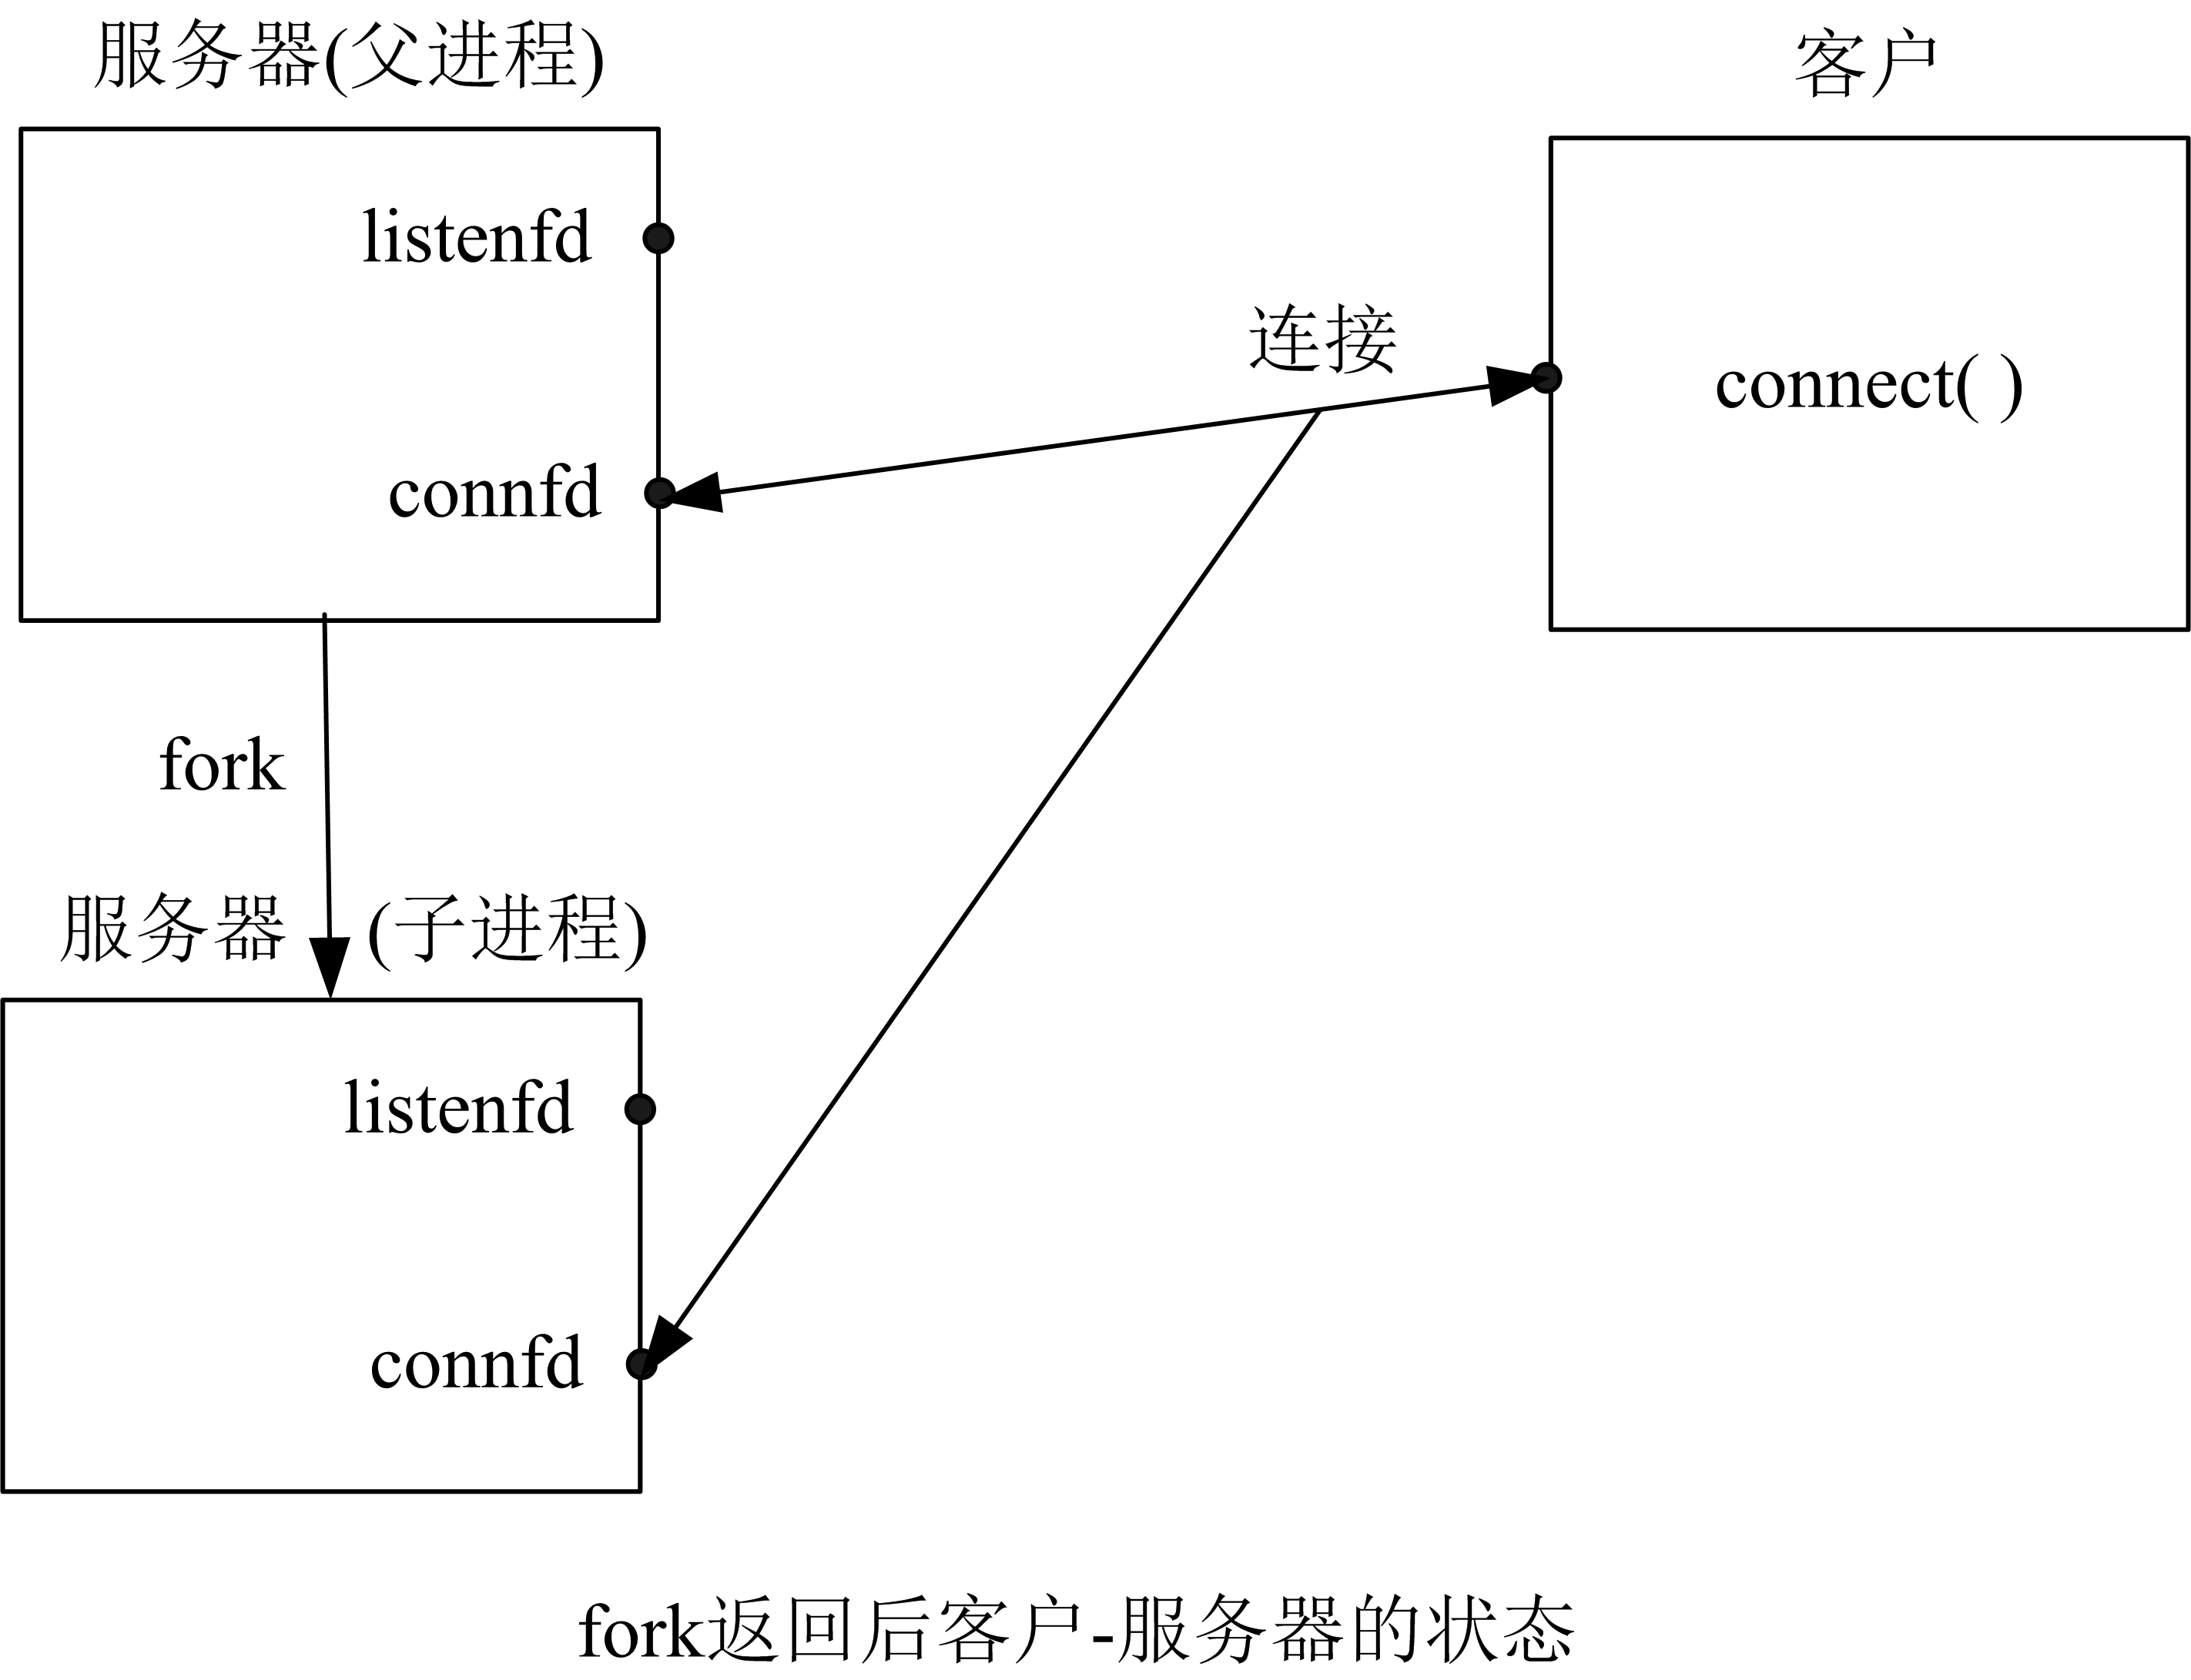 服务器(父进程)
客户
listenfd
连接
connect( )
connfd
fork
服务器 (子进程)
listenfd
connfd
fork返回后客户-服务器的状态